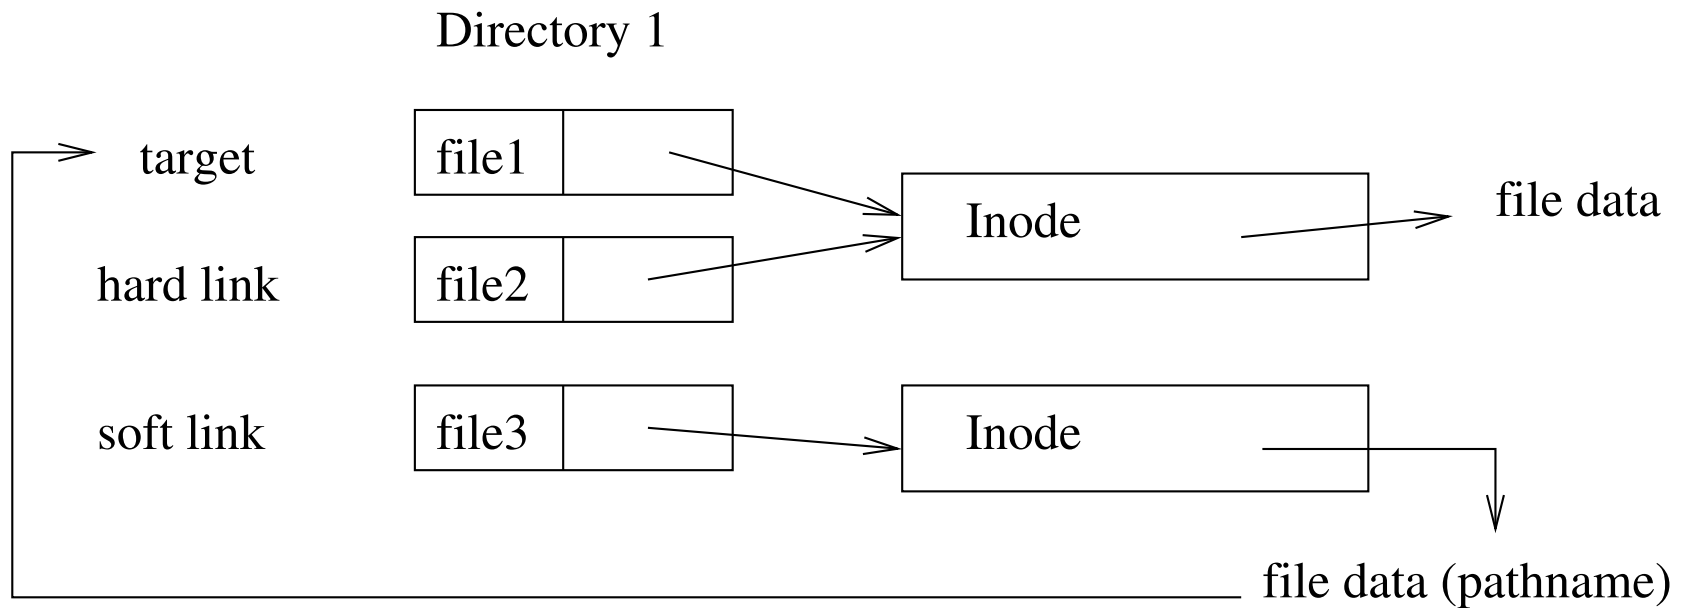 Directory 1
target
file1
Inode
file data
hard link
file2
soft link
file3
Inode
file data (pathname)